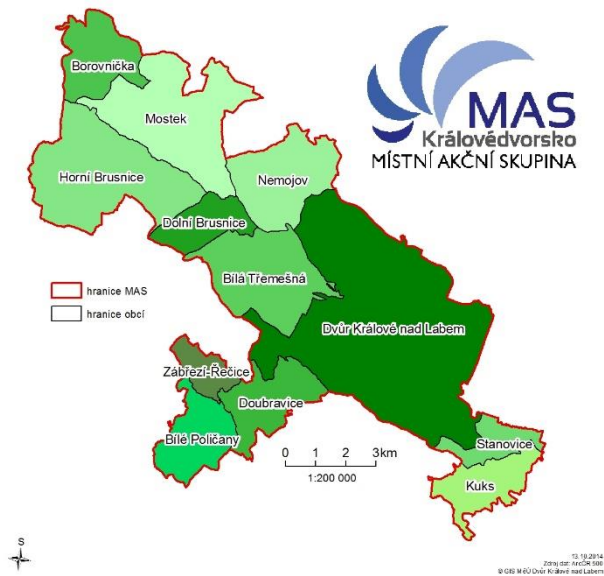 Borovnička
MAS
Královédvorsko
MÍSTNÍ AKČNÍ SKUPINA
Mostek
Horní Brusnice
Nemojov
Dolní Brusnice
Bílá Třemešná
hranice MAS
hranice obcí
Dvůr Králové nad Labem
Zábřezí-Řečice
Doubravice
Bílé Poličany
Stanovice
Kuks
0 1 2 3km
1:200 000
S
13.10.2014
Zdroj dat: ArcČR 500
© GIS MěÚ Dvůr Králové nad Labem